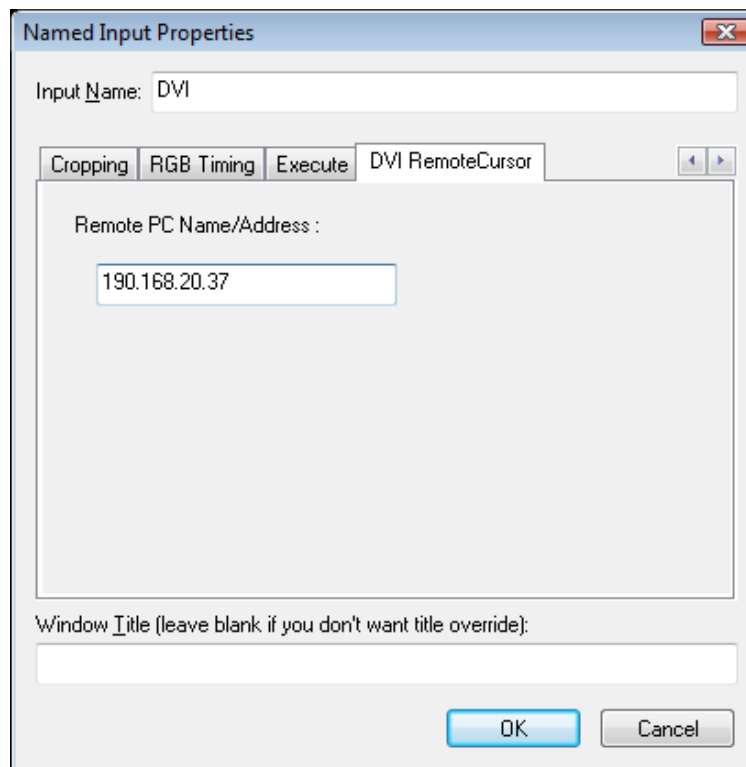 Named Input Properties
Input Name: DVI
Cropping RGB Timing Execute DVI RemoteCursor
Remote PC Name/Address :
190.168.20.37
Window Title (leave blank if you don't want title override):
OK Cancel